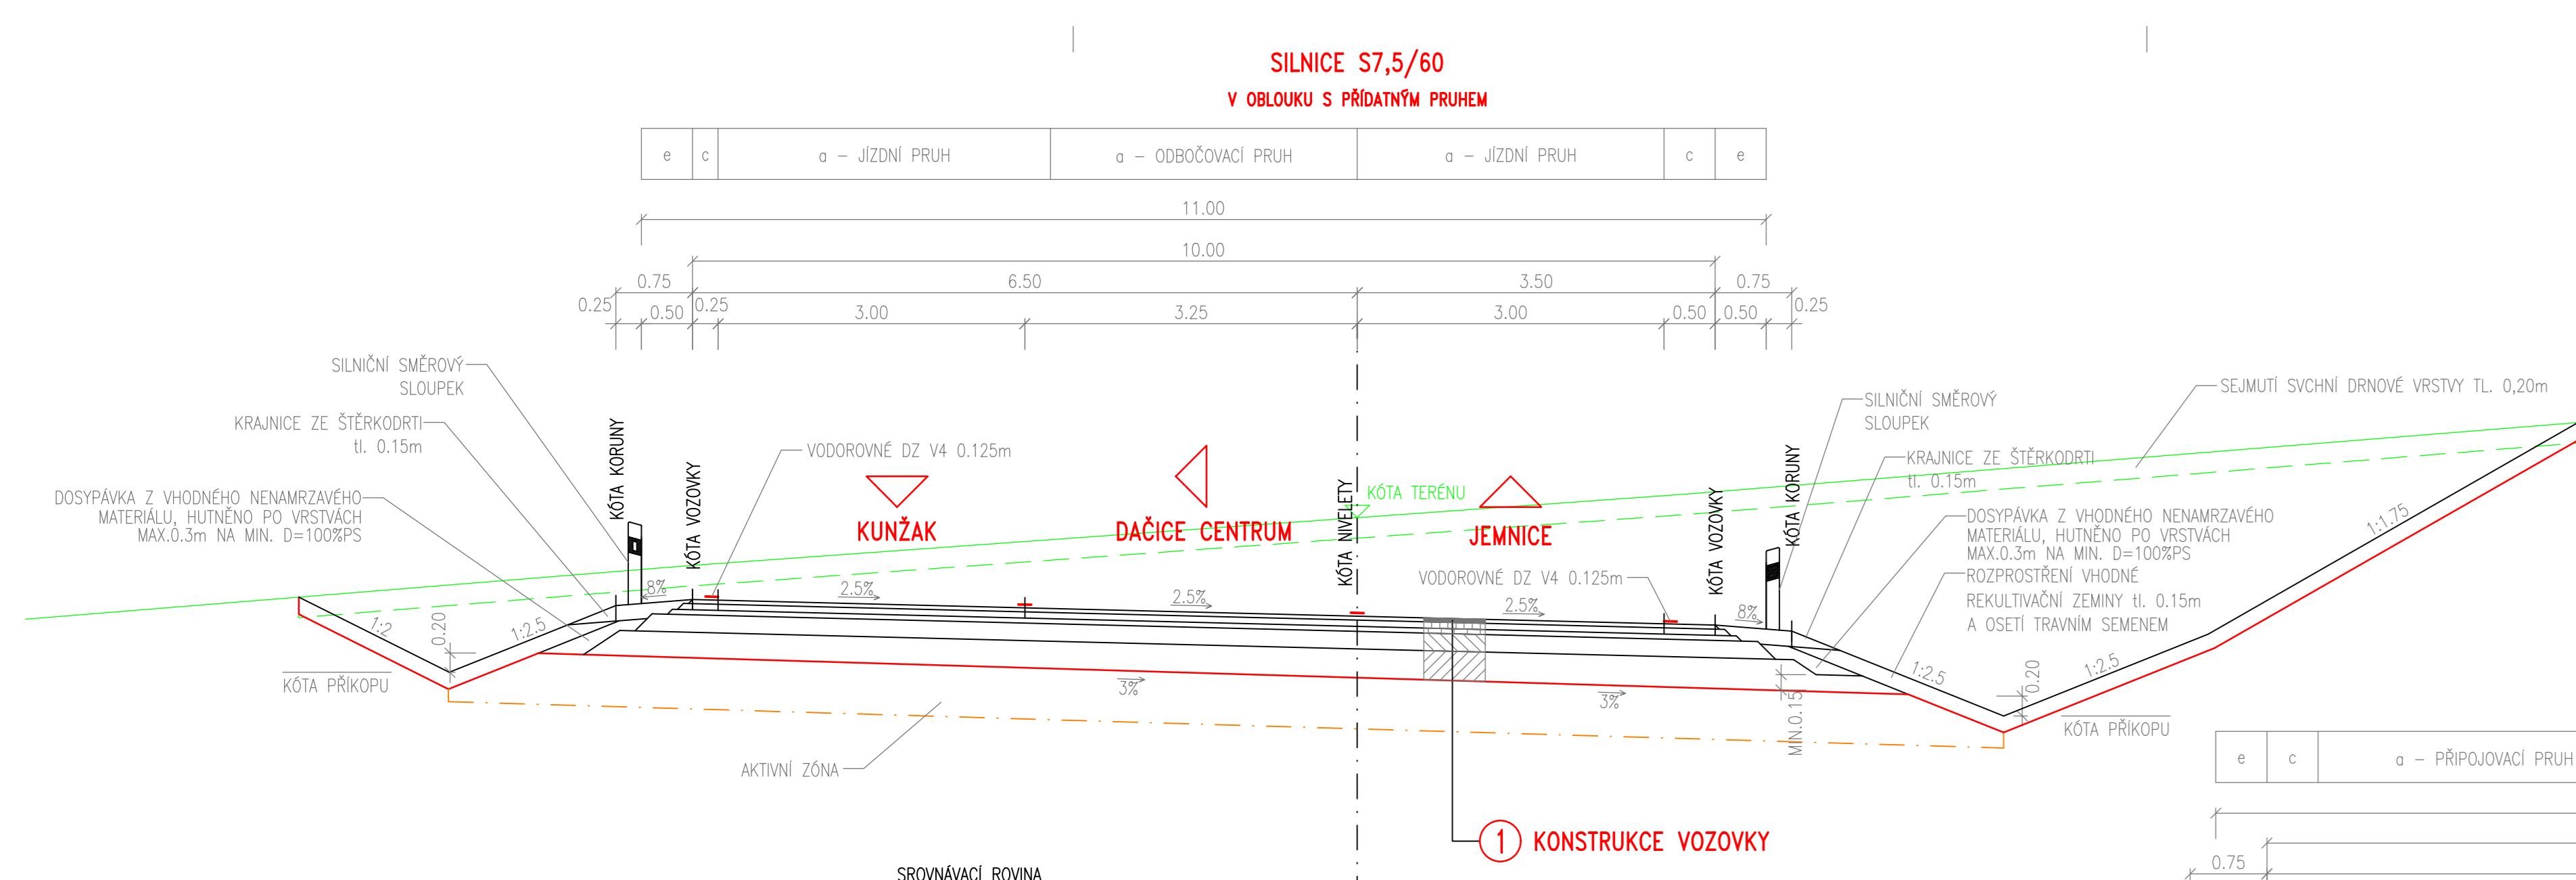 SILNICE S7,5/60
V OBLOUKU S PŘÍDATNÝM PRUHEM
e c a – JÍZDNÍ PRUH a – ODBOČOVACÍ PRUH a – JÍZDNÍ PRUH c e
11.00
10.00
0.75 6.50 3.50 0.75
0.25 0.50 0.25 3.00 3.25 3.00 0.50 0.50 0.25
SILNIČNÍ SMĚROVÝ
SLOUPEK
KRAJNICE ZE ŠTĚRKODRTI
tl. 0.15m
DOSYPÁVKA Z VHODNÉHO NENAMRZAVÉHO
MATERIÁLU, HUTNĚNO PO VRSTVÁCH
MAX.0.3m NA MIN. D=100%PS
KÓTA KORUNY
KÓTA VOZOVKY
VODOROVNÉ DZ V4 0.125m
KUNŽAK
DAČICE CENTRUM
KÓTA NIVELETY
KÓTA TERÉNU
JEMNICE
VODOROVNÉ DZ V4 0.125m
KÓTA VOZOVKY
KÓTA KORUNY
SILNIČNÍ SMĚROVÝ
SLOUPEK
KRAJNICE ZE ŠTĚRKODRTI
tl. 0.15m
SEJMUTÍ SVCHNÍ DRNOVÉ VRSTVY TL. 0,20m
DOSYPÁVKA Z VHODNÉHO NENAMRZAVÉHO
MATERIÁLU, HUTNĚNO PO VRSTVÁCH
MAX.0.3m NA MIN. D=100%PS
ROZPROSTŘENÍ VHODNÉ
REKULTIVAČNÍ ZEMINY tl. 0.15m
A OSETÍ TRAVNÍM SEMENEM
1:1.75
8%
2.5%
2.5%
2.5%
8%
1:2
0.20
1:2.5
KÓTA PŘÍKOPU
3%
3%
MIN.0.15
1:2.5
0.20
1:2.5
KÓTA PŘÍKOPU
AKTIVNÍ ZÓNA
1 KONSTRUKCE VOZOVKY
SROVNÁVACÍ ROVINA
e c a – PŘIPOJOVACÍ PRUH
0.75